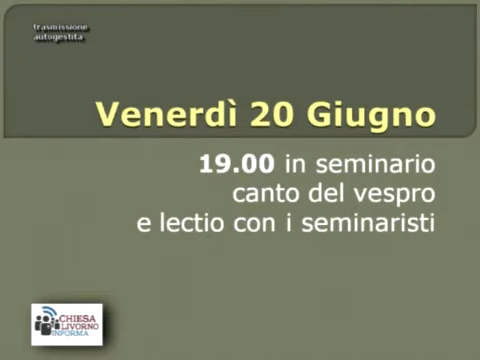 trasmissione
autogestita
Venerdì 20 Giugno
19.00 in seminario
canto del vespro
e lectio con i seminaristi
CHIESA
LIVORNO
INFORMA